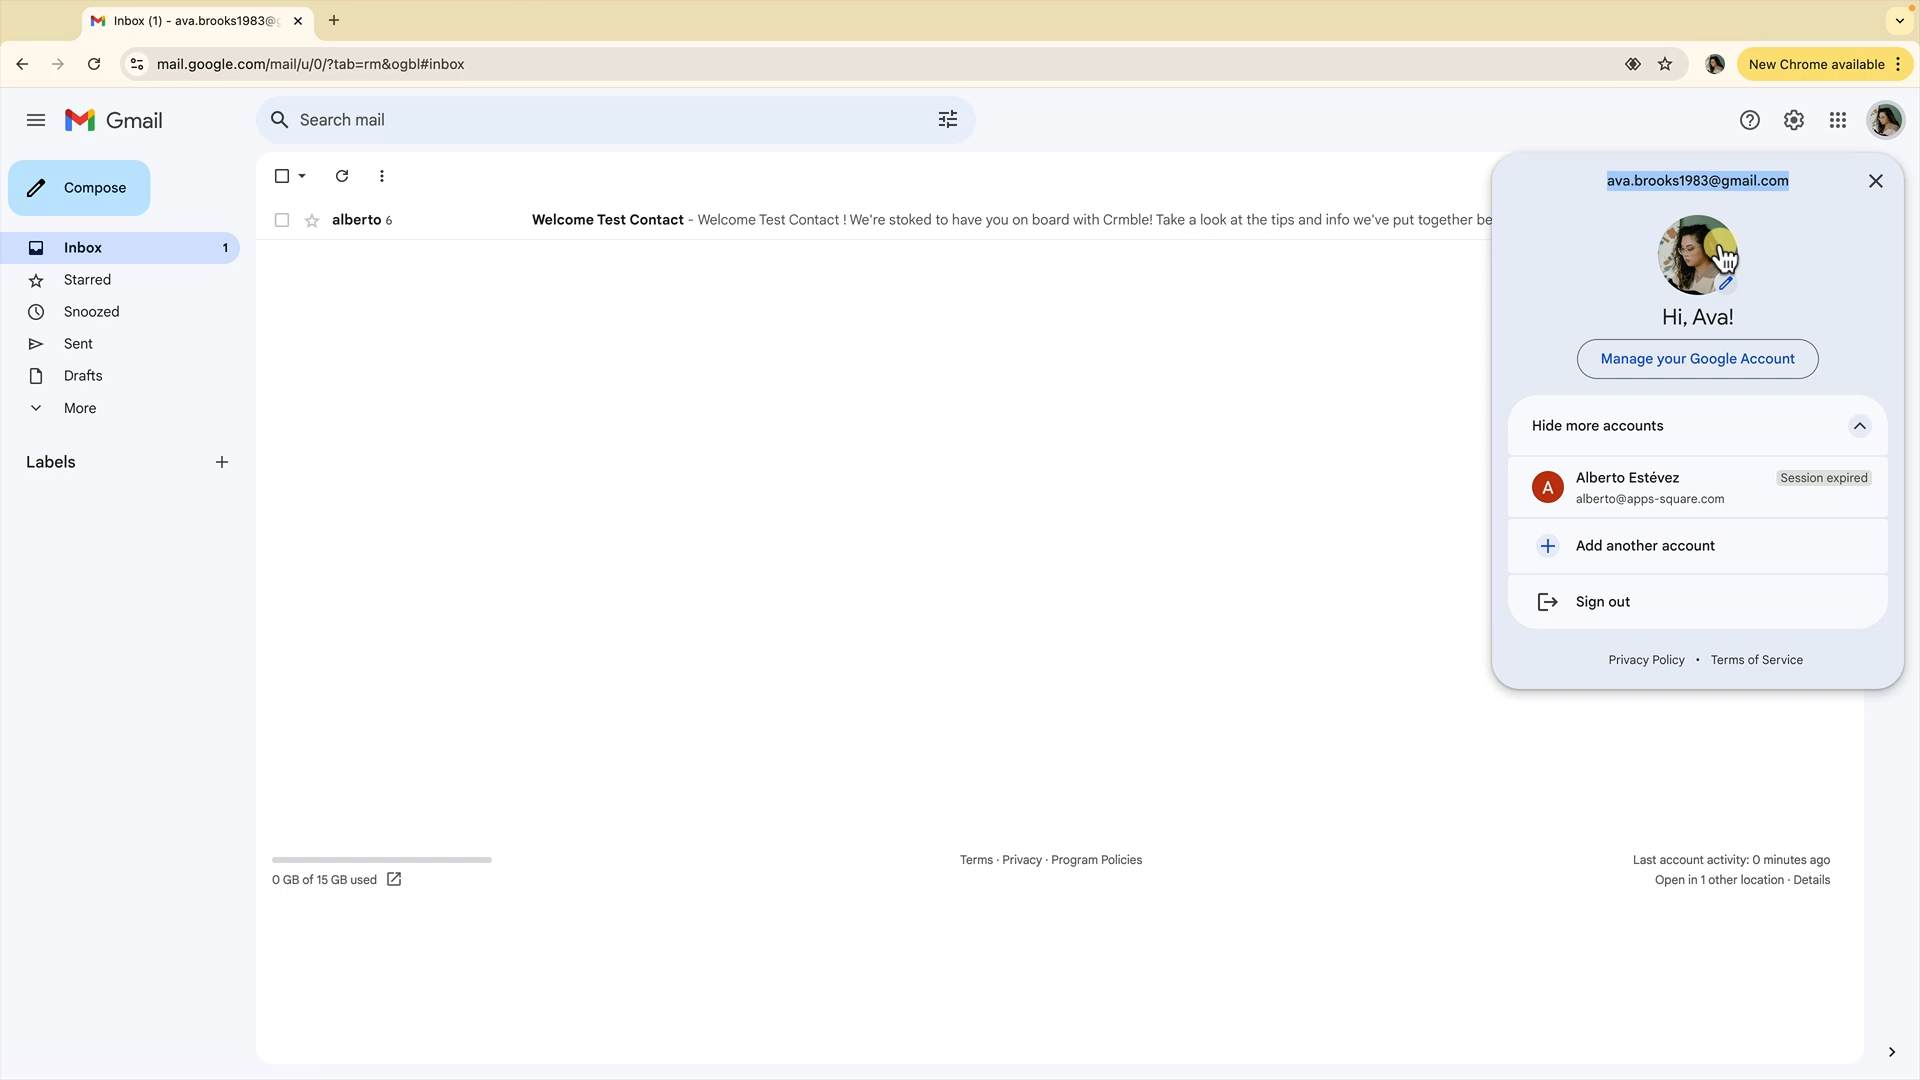 Inbox (1) - ava.brooks1983@g
mail.google.com/mail/u/0/?tab=rm&ogbl#inbox
New Chrome available
Gmail
Search mail
Compose
Inbox 1
Starred
Snoozed
Sent
Drafts
More
Labels
alberto 6
Welcome Test Contact - Welcome Test Contact ! We're stoked to have you on board with Crmble! Take a look at the tips and info we've put together be
ava.brooks1983@gmail.com
Hi, Ava!
Manage your Google Account
Hide more accounts
A
Alberto Estévez
Session expired
alberto@apps-square.com
Add another account
Sign out
Privacy Policy • Terms of Service
0 GB of 15 GB used
Terms · Privacy · Program Policies
Last account activity: 0 minutes ago
Open in 1 other location · Details